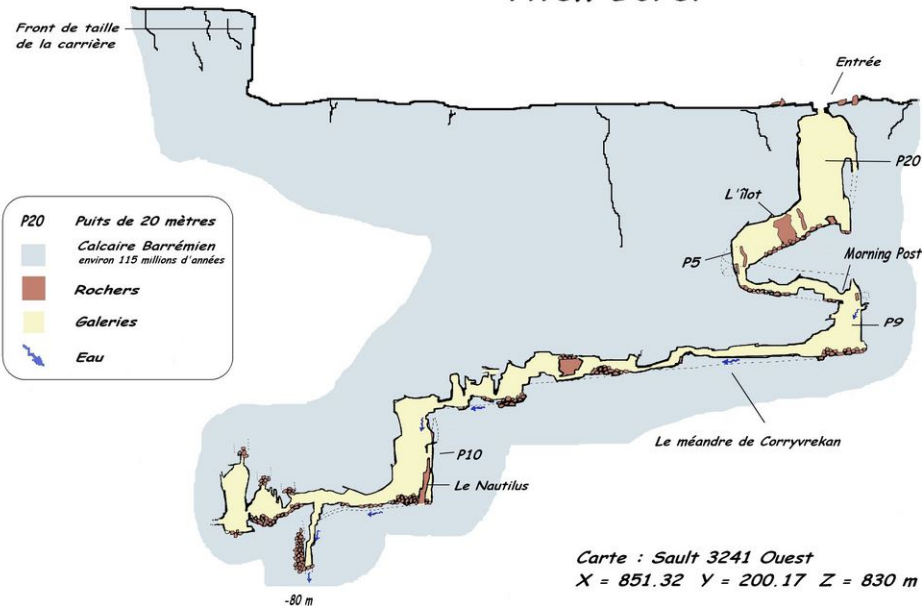 Front de taille
de la carrière
Entrée
P20
L'îlot
P5
Morning Post
P9
P20 Puits de 20 mètres
Calcaire Barrémien
environ 115 millions d'années
Rochers
Galeries
Eau
Le méandre de Corryvrekan
P10
Le Nautilus
Carte : Sault 3241 Ouest
X = 851.32 Y = 200.17 Z = 830 m
-80 m